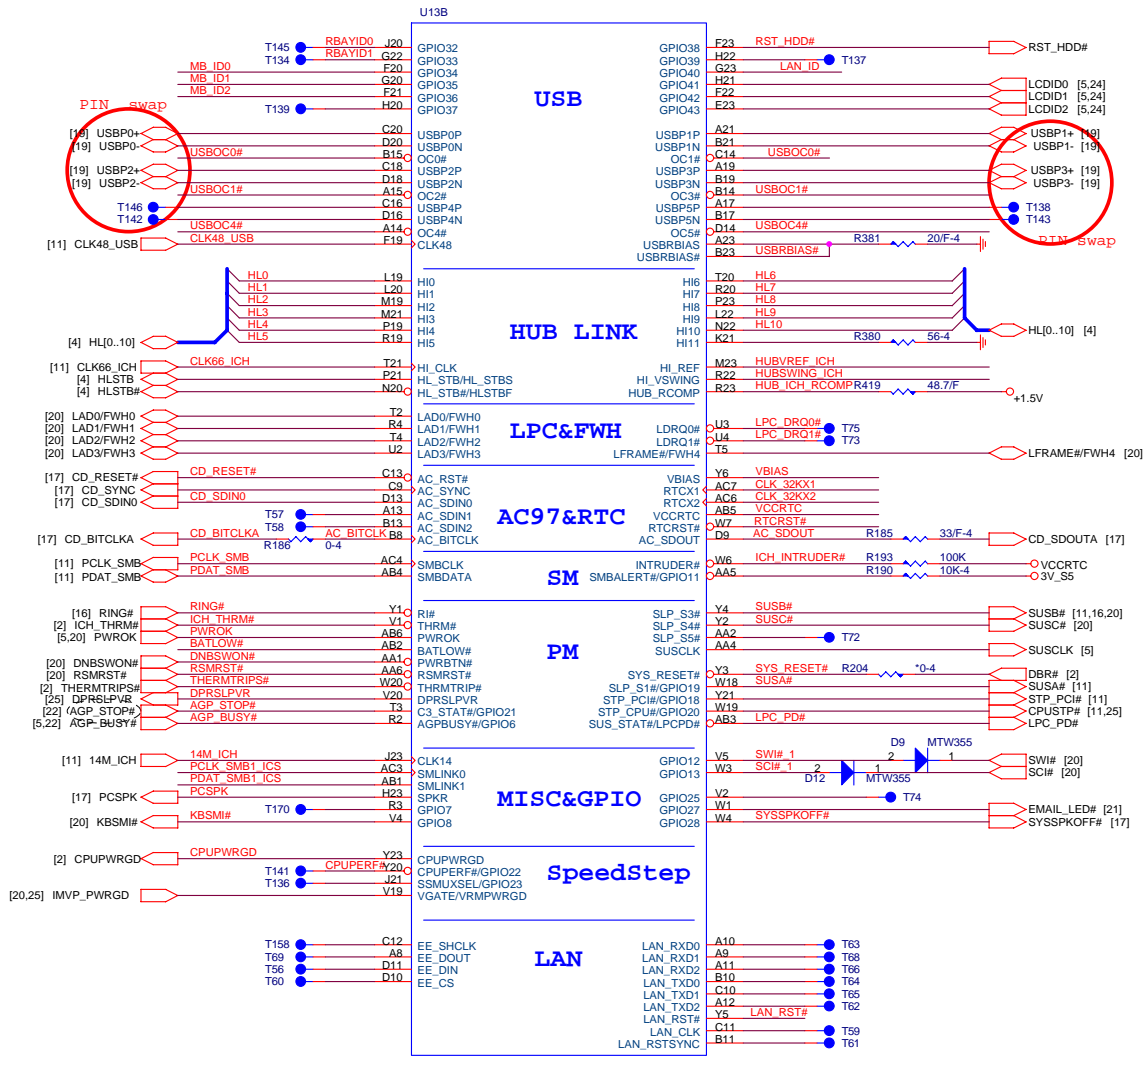 U13B
USB
T145 RBAYID0 J20 GPIO32
T134 RBAYID1 G22 GPIO33
MB_ID0 F20 GPIO34
MB_ID1 G20 GPIO35
MB_ID2 F21 GPIO36
T139 H20 GPIO37
PIN swap
[19] USBP0+ C20 USBP0P
[19] USBP0- D20 USBP0N
USBOC0# B15 OC0#
[19] USBP2+ C18 USBP2P
[19] USBP2- D18 USBP2N
USBOC1# A15 OC2#
T146 C16 USBP4P
T142 D16 USBP4N
USBOC4# A14 OC4#
[11] CLK48_USB CLK48_USB F19 CLK48
GPIO38 F23 RST_HDD# RST_HDD#
GPIO39 H22 T137
GPIO40 G23 LAN_ID
GPIO41 H21 LCDID0 [5,24]
GPIO42 F22 LCDID1 [5,24]
GPIO43 E23 LCDID2 [5,24]
USBP1P A21 USBP1+ [19]
USBP1N B21 USBP1- [19]
OC1# C14 USBOC0#
USBP3P A19 USBP3+ [19]
USBP3N B19 USBP3- [19]
OC3# B14 USBOC1#
USBP5P A17 T138
USBP5N B17 T143
OC5# D14 USBOC4#
USBRBIAS A23 R381 20/F-4
USBRBIAS# B23 USBRBIAS#
PIN swap
HUB LINK
HL0 L19 HI0
HL1 L20 HI1
HL2 M19 HI2
HL3 M21 HI3
HL4 P19 HI4
HL5 R19 HI5
[4] HL[0..10]
[11] CLK66_ICH CLK66_ICH T21 HI_CLK
[4] HLSTB P21 HL_STB/HL_STBS
[4] HLSTB# N20 HL_STB#/HLSTBF
HI6 T20 HL6
HI7 R20 HL7
HI8 P23 HL8
HI9 L22 HL9
HI10 N22 HL10
HL[0..10] [4]
HI11 K21 R380 56-4
HI_REF M23 HUBVREF_ICH
HI_VSWING R22 HUBSWING_ICH
HUB_RCOMP R23 HUB_ICH_RCOMP R419 48.7/F +1.5V
LPC&FWH
[20] LAD0/FWH0 T2 LAD0/FWH0
[20] LAD1/FWH1 R4 LAD1/FWH1
[20] LAD2/FWH2 T4 LAD2/FWH2
[20] LAD3/FWH3 U2 LAD3/FWH3
LDRQ0# U3 LPC_DRQ0# T75
LDRQ1# U4 LPC_DRQ1# T73
LFRAME#/FWH4 T5 LFRAME#/FWH4 [20]
AC97&RTC
[17] CD_RESET# CD_RESET# C13 AC_RST#
[17] CD_SYNC C9 AC_SYNC
[17] CD_SDIN0 CD_SDIN0 D13 AC_SDIN0
T57 A13 AC_SDIN1
T58 B13 AC_SDIN2
[17] CD_BITCLKA CD_BITCLKA R186 0-4 AC_BITCLK B8 AC_BITCLK
VBIAS Y6 VBIAS
RTCX1 AC7 CLK_32KX1
RTCX2 AC6 CLK_32KX2
VCCRTC AB5 VCCRTC
RTCRST# W7 RTCRST#
AC_SDOUT D9 AC_SDOUT R185 33/F-4 CD_SDOUTA [17]
SM
[11] PCLK_SMB PCLK_SMB AC4 SMBCLK
[11] PDAT_SMB PDAT_SMB AB4 SMBDATA
INTRUDER# W6 ICH_INTRUDER# R193 100K VCCRTC
SMBALERT#/GPIO11 AA5 R190 10K-4 3V_S5
PM
[16] RING# RING# Y1 RI#
[2] ICH_THRM# ICH_THRM# V1 THRM#
[5,20] PWROK PWROK AB6 PWROK
BATLOW# AB2 BATLOW#
[20] DNBSWON# DNBSWON# AA1 PWRBTN#
[20] RSMRST# RSMRST# AA6 RSMRST#
[2] THERMTRIPS# THERMTRIPS# W20 THRMTRIP#
[25] DPRSLPVR DPRSLPVR V20 DPRSLPVR
[22] AGP_STOP# AGP_STOP# T3 C3_STAT#/GPIO21
[5,22] AGP_BUSY# AGP_BUSY# R2 AGPBUSY#/GPIO6
SLP_S3# Y4 SUSB# SUSB# [11,16,20]
SLP_S4# Y2 SUSC# SUSC# [20]
SLP_S5# AA2 T72
SUSCLK AA4 SUSCLK [5]
SYS_RESET# Y3 SYS_RESET# R204 *0-4 DBR# [2]
SLP_S1#/GPIO19 W18 SUSA# SUSA# [11]
STP_PCI#/GPIO18 Y21 STP_PCI# [11]
STP_CPU#/GPIO20 W19 CPUSTP# [11,25]
SUS_STAT#/LPCPD# AB3 LPC_PD# LPC_PD#
MISC&GPIO
[11] 14M_ICH 14M_ICH J23 CLK14
PCLK_SMB1_ICS AC3 SMLINK0
PDAT_SMB1_ICS AB1 SMLINK1
[17] PCSPK PCSPK H23 SPKR
T170 R3 GPIO7
[20] KBSMI# KBSMI# V4 GPIO8
GPIO12 V5 SWI#_1 2 D9 1 MTW355 SWI# [20]
GPIO13 W3 SCI#_1 2 D12 1 MTW355 SCI# [20]
GPIO25 V2 T74
GPIO27 W1 EMAIL_LED# [21]
GPIO28 W4 SYSSPKOFF# SYSSPKOFF# [17]
SpeedStep
[2] CPUPWRGD CPUPWRGD Y23 CPUPWRGD
T141 CPUPERF# Y20 CPUPERF#/GPIO22
T136 J21 SSMUXSEL/GPIO23
[20,25] IMVP_PWRGD V19 VGATE/VRMPWRGD
LAN
T158 C12 EE_SHCLK
T69 A8 EE_DOUT
T56 D11 EE_DIN
T60 D10 EE_CS
LAN_RXD0 A10 T63
LAN_RXD1 A9 T68
LAN_RXD2 A11 T66
LAN_TXD0 B10 T64
LAN_TXD1 C10 T65
LAN_TXD2 A12 T62
LAN_RST# Y5 LAN_RST#
LAN_CLK C11 T59
LAN_RSTSYNC B11 T61